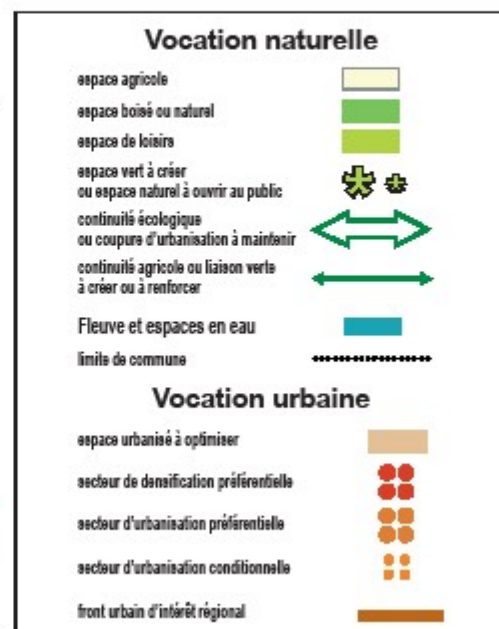 Vocation naturelle
espace agricole
espace boisé ou naturel
espace de loisirs
espace vert à créer
ou espace naturel à ouvrir au public
continuité écologique
ou coupure d'urbanisation à maintenir
continuité agricole ou liaison verte
à créer ou à renforcer
Fleuve et espaces en eau
limite de commune
Vocation urbaine
espace urbanisé à optimiser
secteur de densification préférentielle
secteur d'urbanisation préférentielle
secteur d'urbanisation conditionnelle
front urbain d'intérêt régional